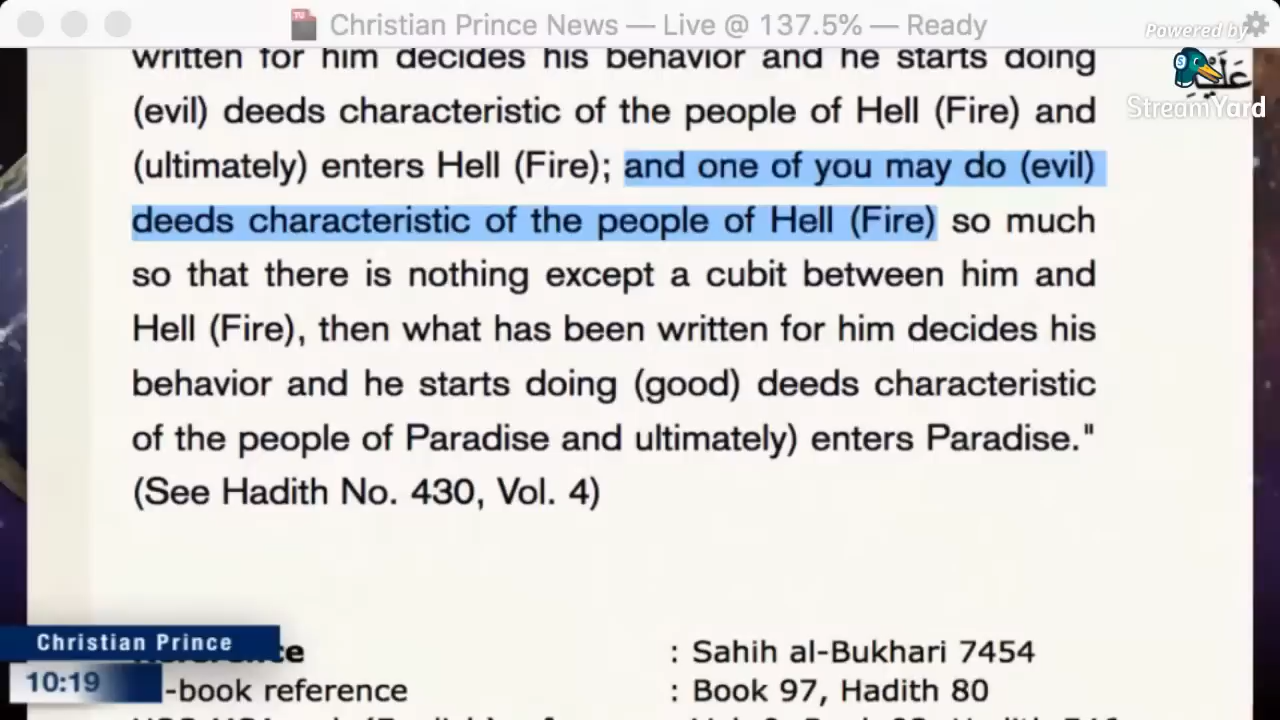 Christian Prince News — Live @ 137.5% — Ready
Powered by
StreamYard
written for him decides his behavior and he starts doing
(evil) deeds characteristic of the people of Hell (Fire) and
(ultimately) enters Hell (Fire); and one of you may do (evil)
deeds characteristic of the people of Hell (Fire) so much
so that there is nothing except a cubit between him and
Hell (Fire), then what has been written for him decides his
behavior and he starts doing (good) deeds characteristic
of the people of Paradise and ultimately) enters Paradise."
(See Hadith No. 430, Vol. 4)
: Sahih al-Bukhari 7454
-book reference : Book 97, Hadith 80
Christian Prince
10:19